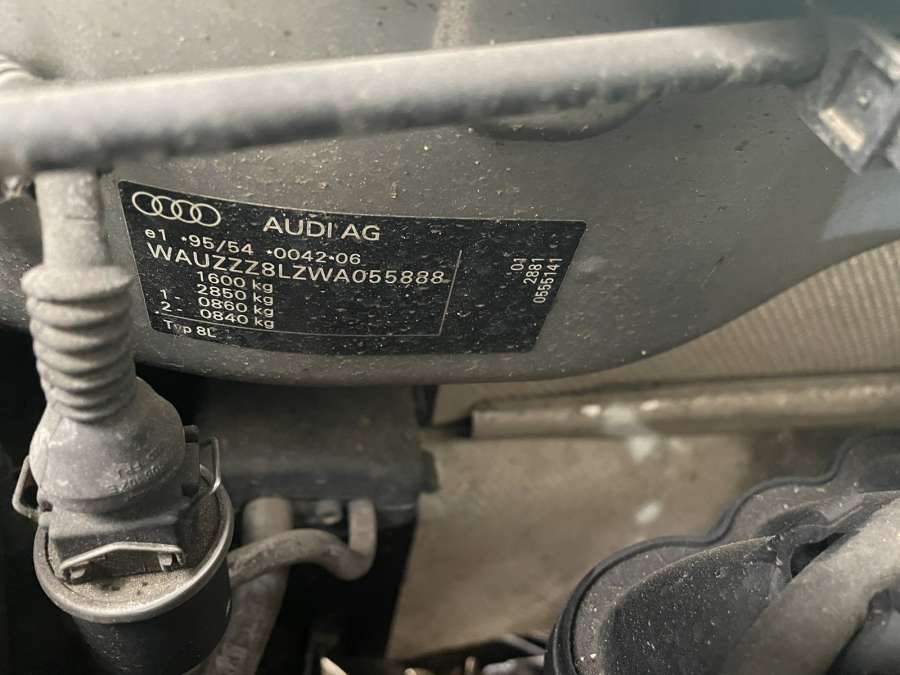 AUDI AG
e1 *95/54 *0042*06
WAUZZZ8LZWA055888
1600 kg
2850 kg
1- 0860 kg
2- 0840 kg
Typ 8L
01
2881
0555141